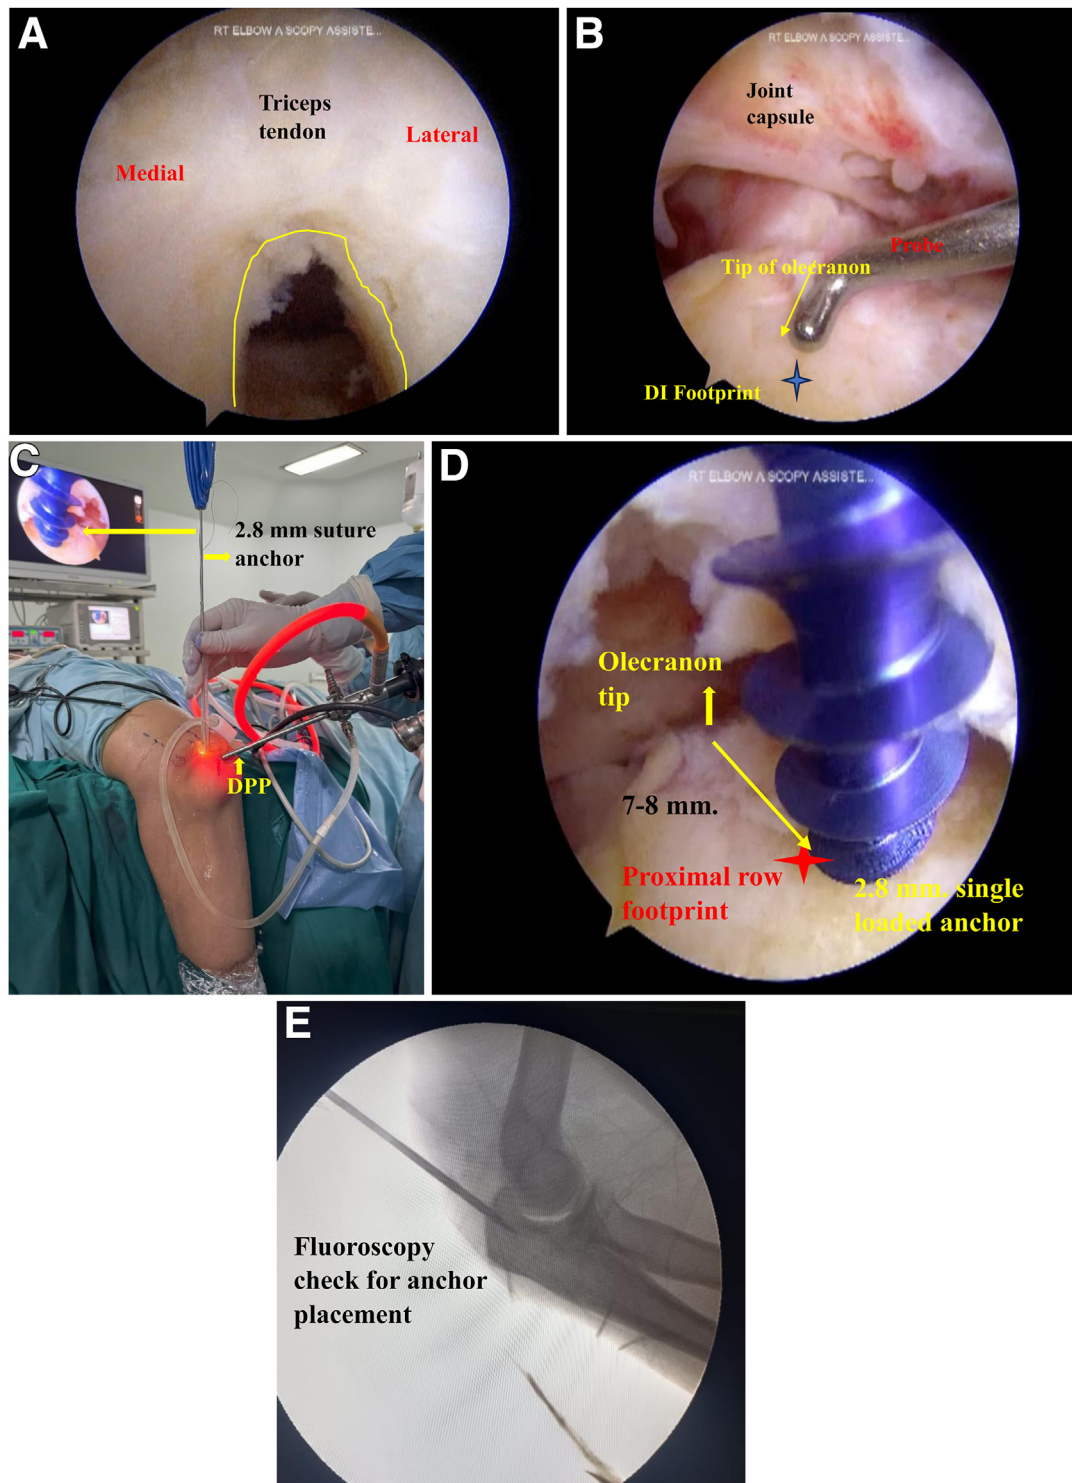 A
RT ELBOW A SCOPY ASSISTE...
Triceps
tendon
Lateral
Medial
B
RT ELBOW A SCOPY ASSISTE...
Joint
capsule
Probe
Tip of olecranon
DI Footprint
C
2.8 mm suture
anchor
DPP
D
RT ELBOW A SCOPY ASSISTE...
Olecranon
tip
7-8 mm.
Proximal row
footprint
2.8 mm. single
loaded anchor
E
Fluoroscopy
check for anchor
placement